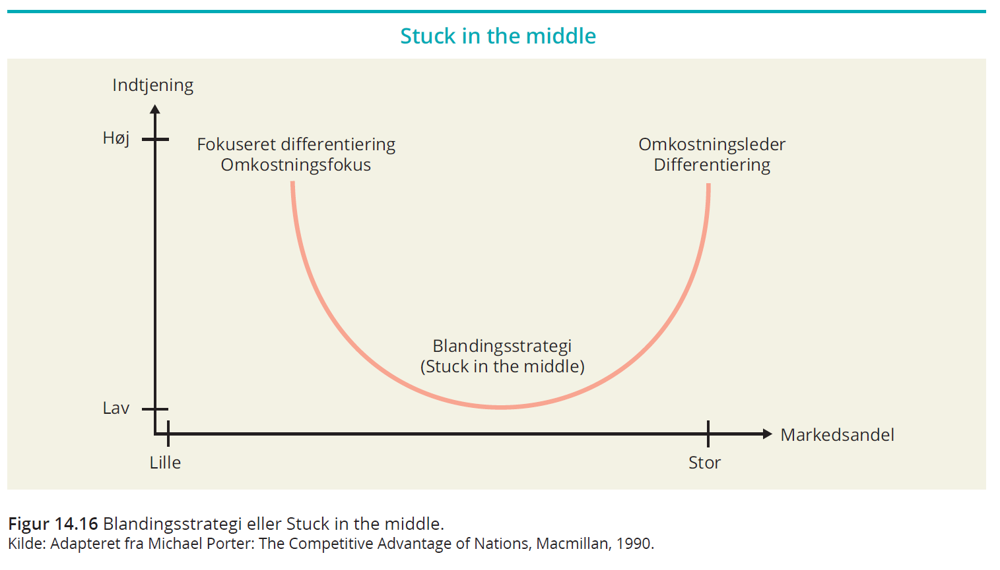 Stuck in the middle
Indtjening
Høj
Fokuseret differentiering
Omkostningsfokus
Omkostningsleder
Differentiering
Blandingsstrategi
(Stuck in the middle)
Lav
Markedsandel
Lille
Stor
Figur 14.16 Blandingsstrategi eller Stuck in the middle.
Kilde: Adapteret fra Michael Porter: The Competitive Advantage of Nations, Macmillan, 1990.